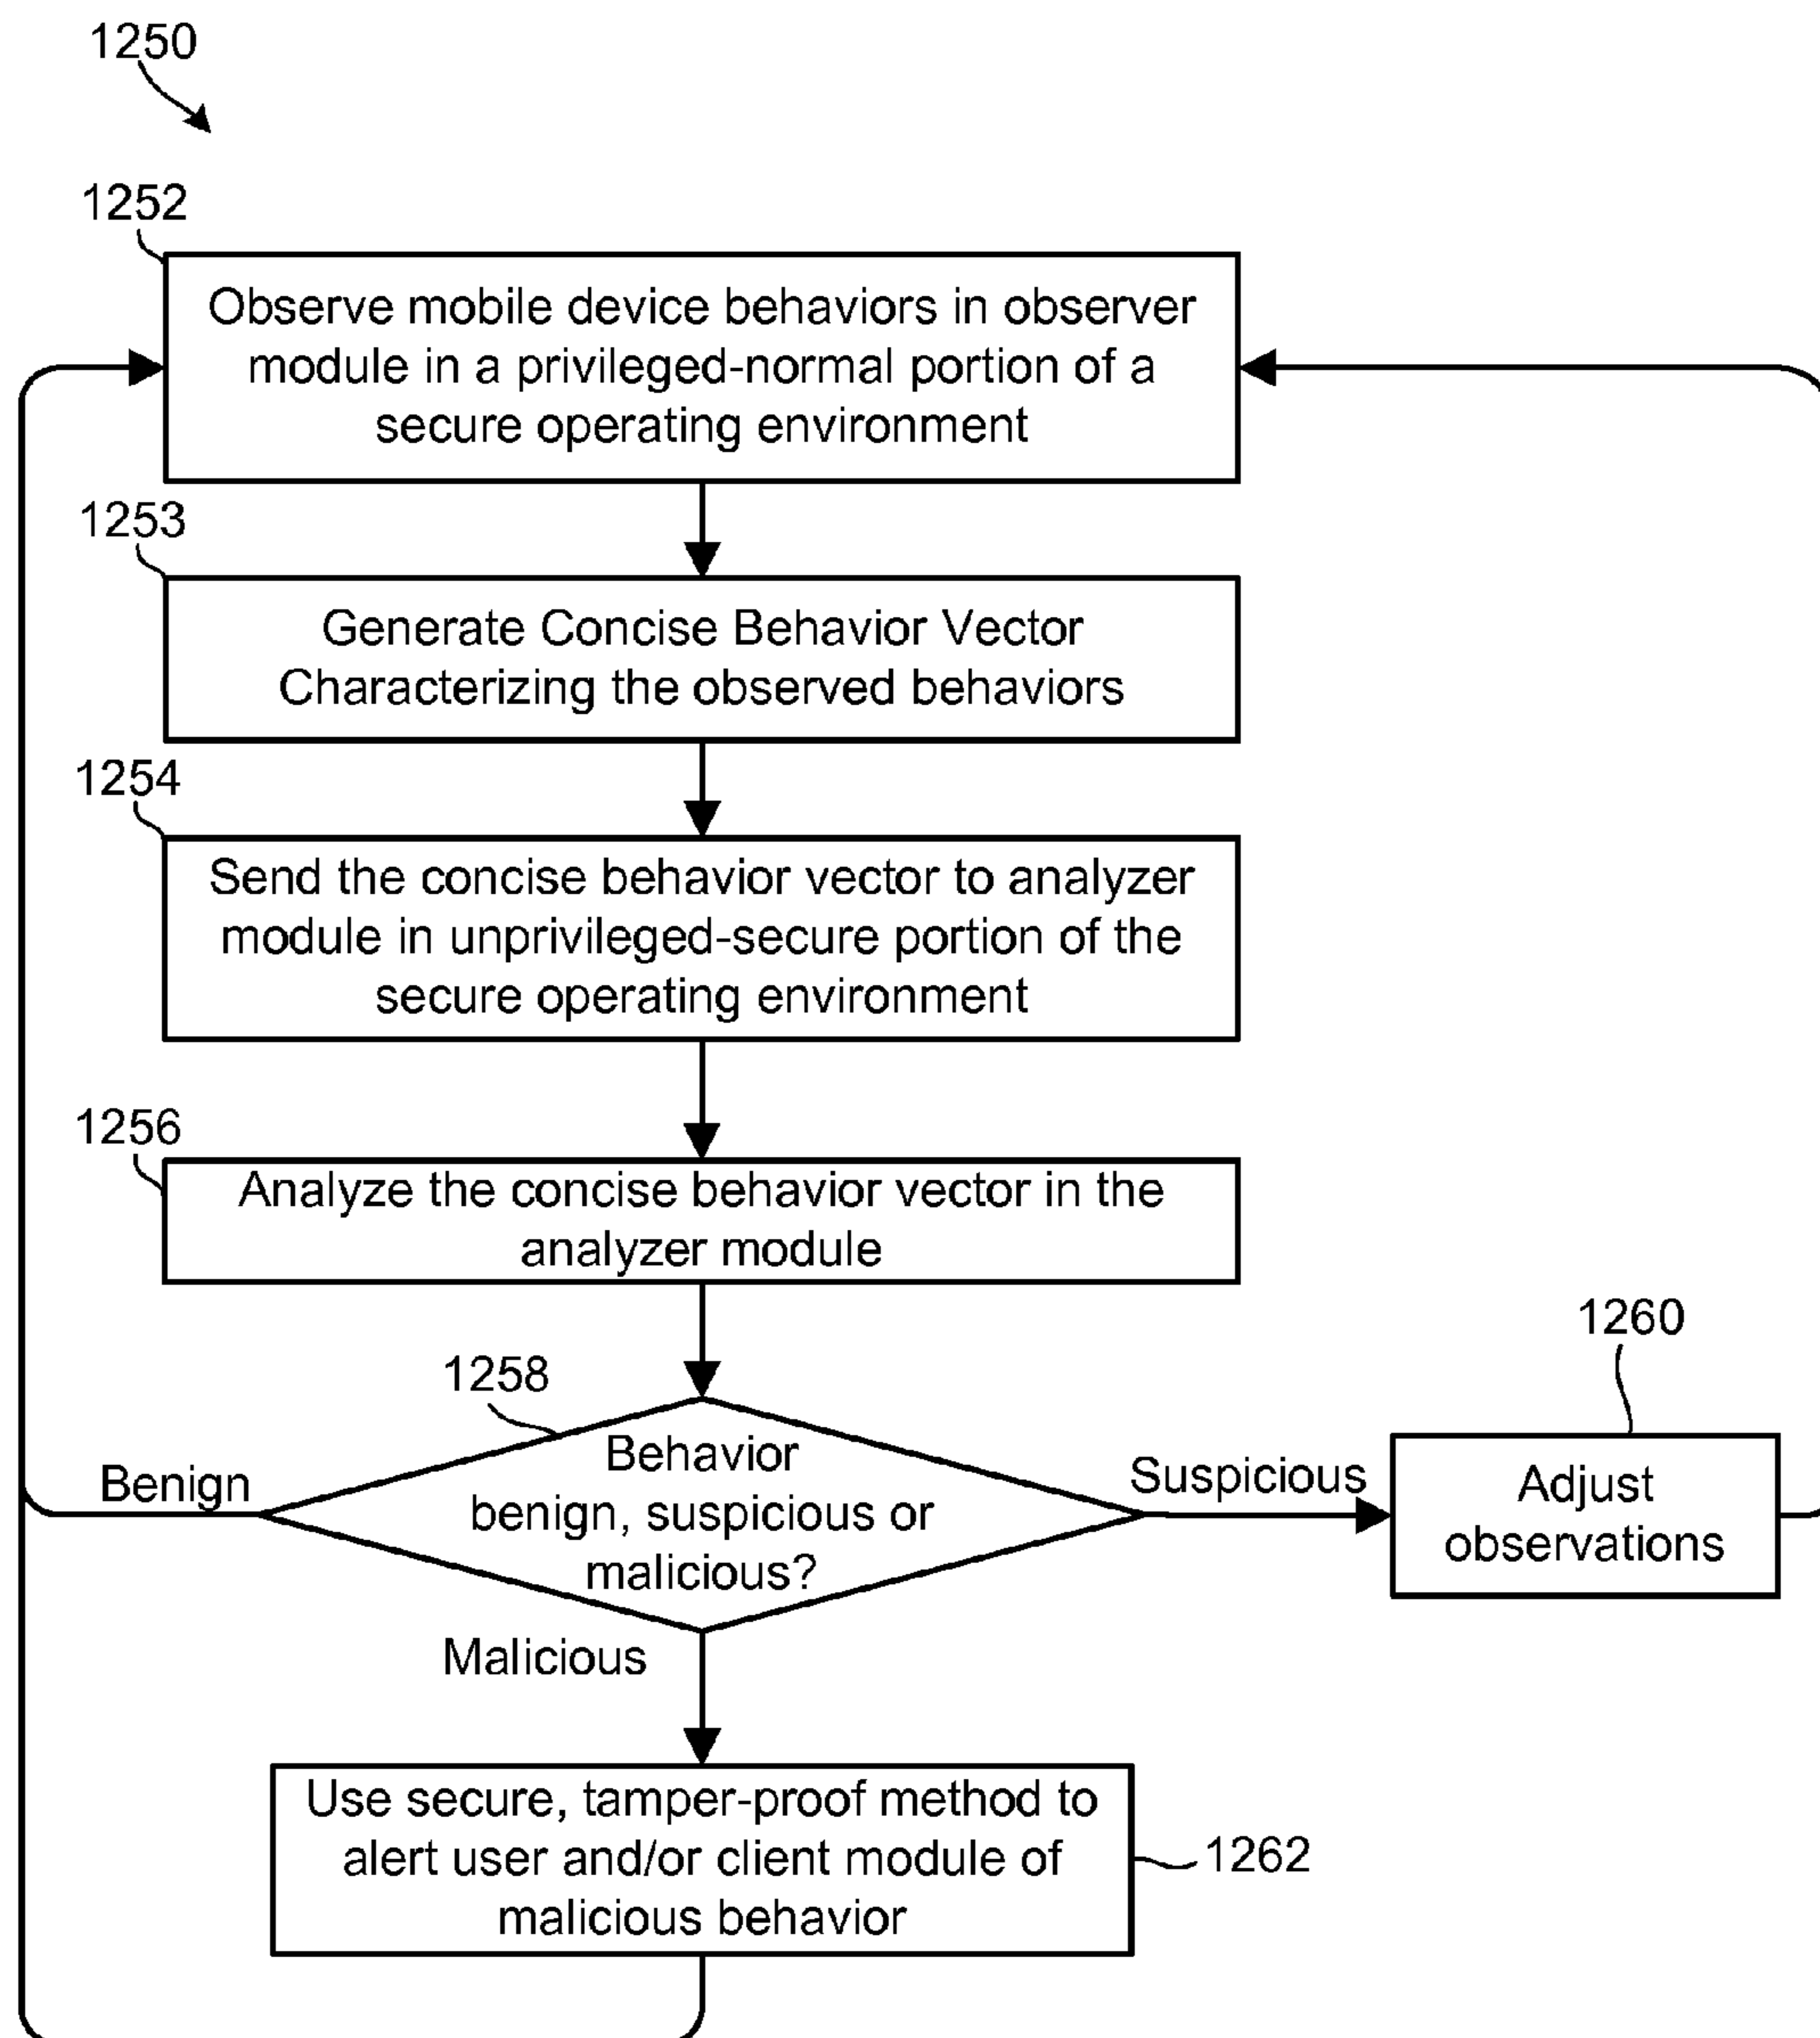 1250
1252
Observe mobile device behaviors in observer
module in a privileged-normal portion of a
secure operating environment
1253
Generate Concise Behavior Vector
Characterizing the observed behaviors
1254
Send the concise behavior vector to analyzer
module in unprivileged-secure portion of the
secure operating environment
1256
Analyze the concise behavior vector in the
analyzer module
1258
Behavior
benign, suspicious or
malicious?
Benign
Suspicious
1260
Adjust
observations
Malicious
Use secure, tamper-proof method to
alert user and/or client module of
malicious behavior
1262